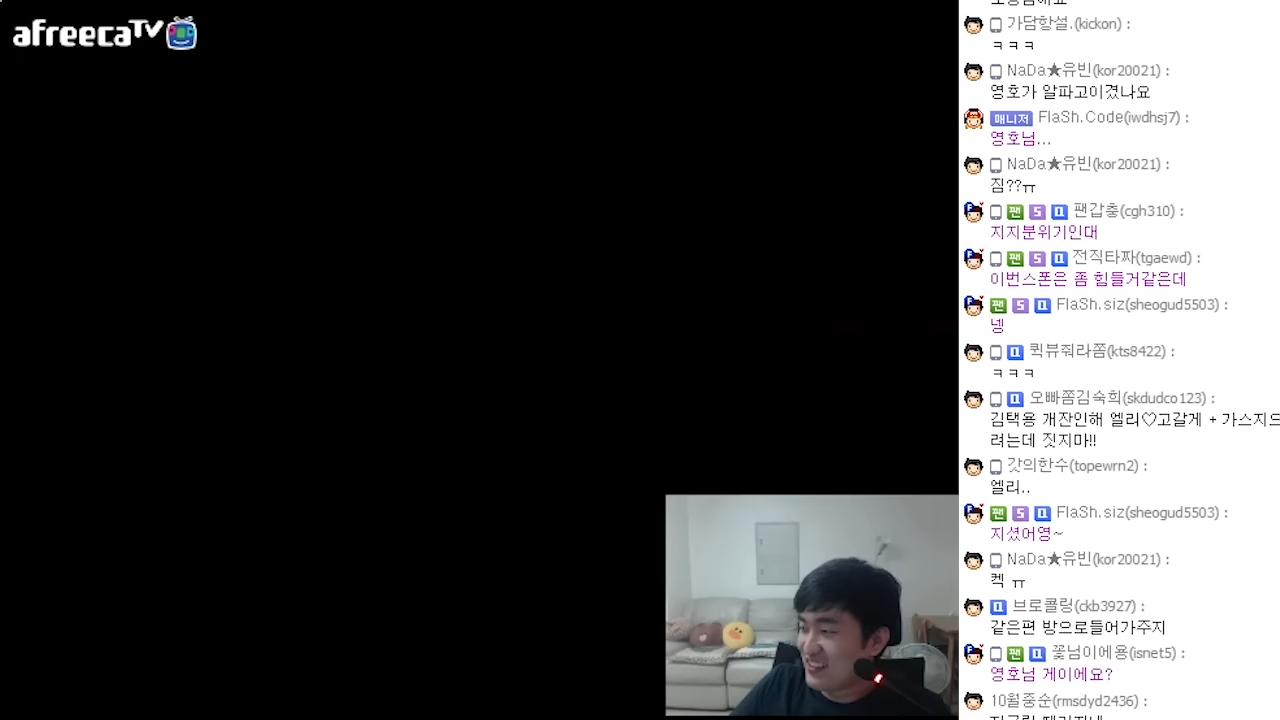 afreecaTV
가담항설.(kickon) :
ㅋㅋㅋ
NaDa★유빈(kor20021) :
영호가 알파고이겼나요
매니저 FlaSh.Code(iwdhsj7) :
영호님...
NaDa★유빈(kor20021) :
짐??ㅠ
팬 S Q 팬갑충(cgh310) :
지지분위기인대
팬 S Q 전직타짜(tgaewd) :
이번스폰은 좀 힘들거같은데
팬 S Q FlaSh.siz(sheogud5503) :
넹
Q 퀵뷰줘라쫌(kts8422) :
ㅋㅋㅋ
Q 오빠쫌김숙희(skdudco123) :
김택용 개잔인해 엘리♡고갈게 + 가스지드
려는데 짓지마!!
갓의한수(topewrn2) :
엘리..
팬 S Q FlaSh.siz(sheogud5503) :
지셨어영~
NaDa★유빈(kor20021) :
켁 ㅠ
Q 브로콜링(ckb3927) :
같은편 방으로들어가주지
팬 Q 꽃넘이에용(isnet5) :
영호님 게이에요?
10월중순(rmsdyd2436) :